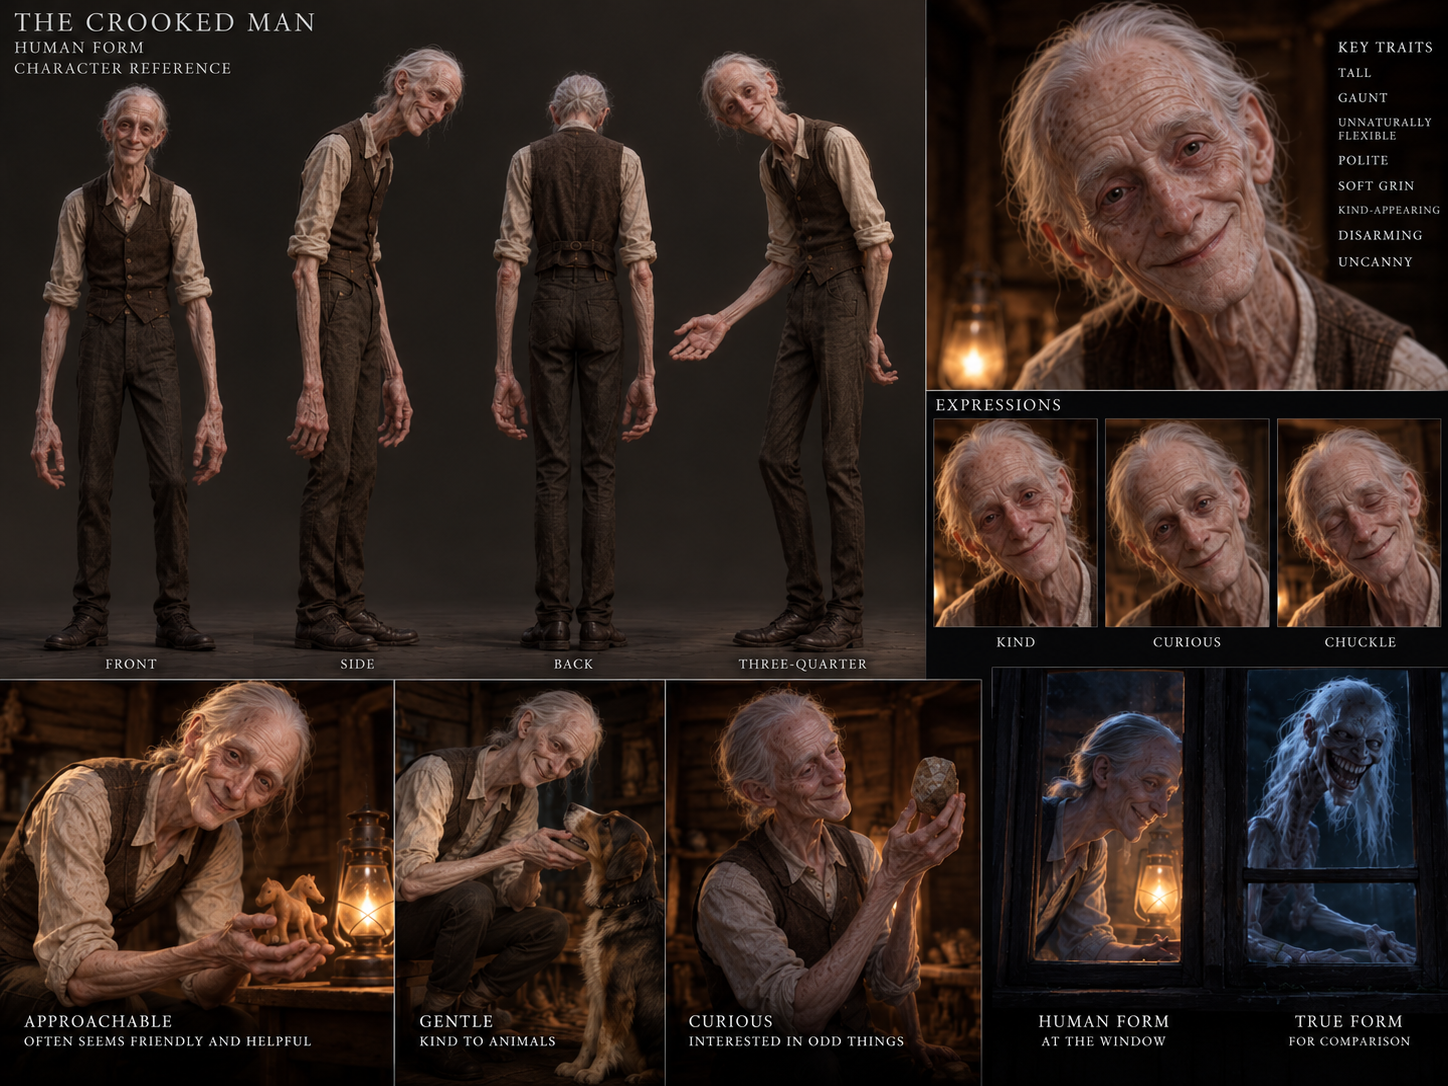 THE CROOKED MAN
HUMAN FORM
CHARACTER REFERENCE
FRONT
SIDE
BACK
THREE-QUARTER
KEY TRAITS
TALL
GAUNT
UNNATURALLY
FLEXIBLE
POLITE
SOFT GRIN
KIND-APPEARING
DISARMING
UNCANNY
EXPRESSIONS
KIND
CURIOUS
CHUCKLE
APPROACHABLE
OFTEN SEEMS FRIENDLY AND HELPFUL
GENTLE
KIND TO ANIMALS
CURIOUS
INTERESTED IN ODD THINGS
HUMAN FORM
AT THE WINDOW
TRUE FORM
FOR COMPARISON